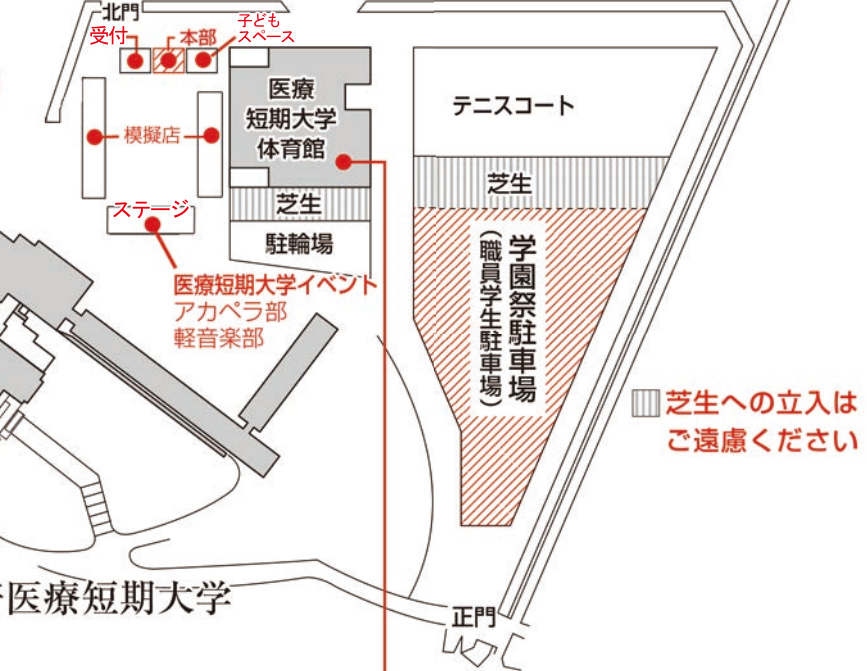 北門
受付
本部
子ども
スペース
医療
短期大学
体育館
テニスコート
模擬店
芝生
芝生
ステージ
駐輪場
医療短期大学イベント
アカペラ部
軽音楽部
学園祭駐車場
（職員学生駐車場）
芝生への立入は
ご遠慮ください
医療短期大学
正門